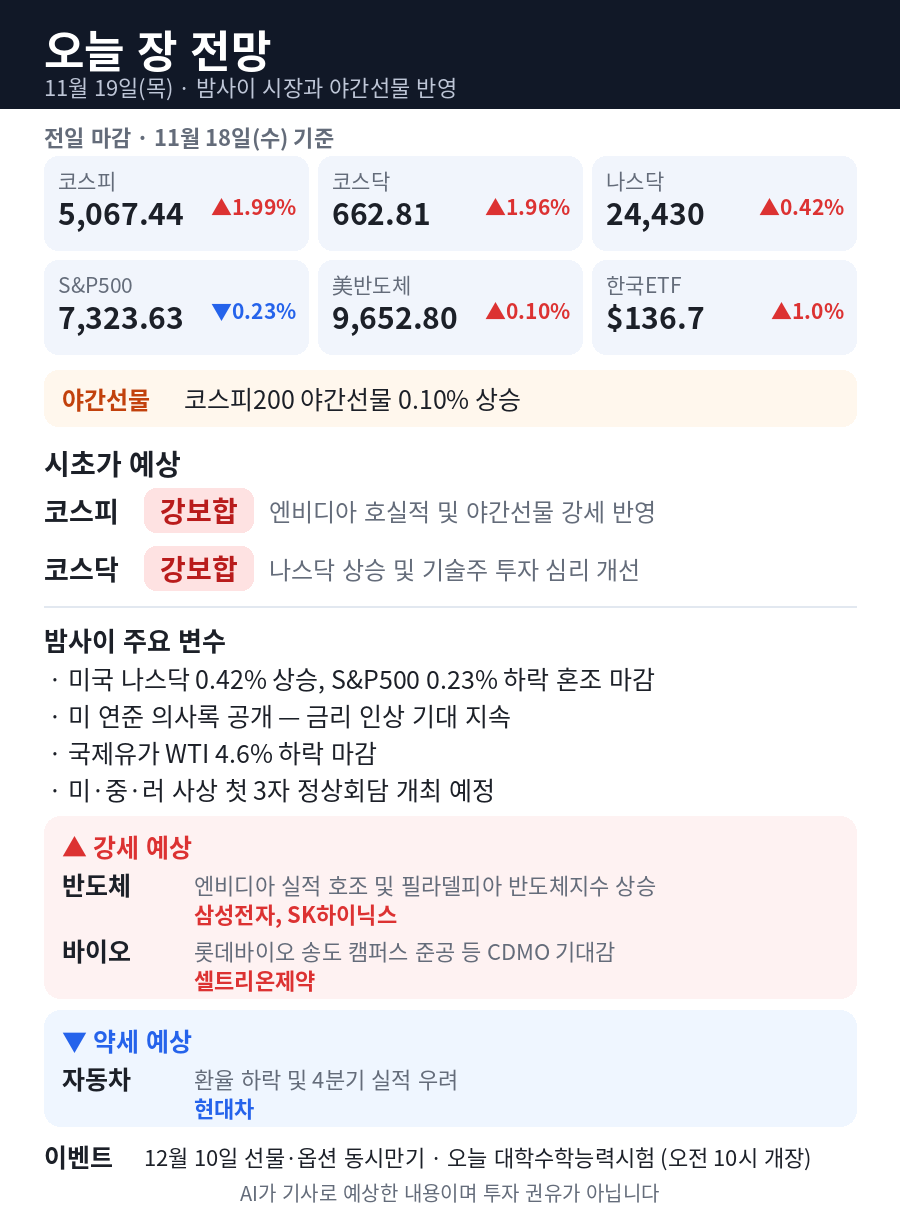 오늘 장 전망
11월 19일(목) · 밤사이 시장과 야간선물 반영
전일 마감 · 11월 18일(수) 기준
코스피
5,067.44 ▲1.99%
코스닥
662.81 ▲1.96%
나스닥
24,430 ▲0.42%
S&P500
7,323.63 ▼0.23%
美반도체
9,652.80 ▲0.10%
한국ETF
$136.7 ▲1.0%
야간선물 코스피200 야간선물 0.10% 상승
시초가 예상
코스피 강보합 엔비디아 호실적 및 야간선물 강세 반영
코스닥 강보합 나스닥 상승 및 기술주 투자 심리 개선
밤사이 주요 변수
· 미국 나스닥 0.42% 상승, S&P500 0.23% 하락 혼조 마감
· 미 연준 의사록 공개 — 금리 인상 기대 지속
· 국제유가 WTI 4.6% 하락 마감
· 미·중·러 사상 첫 3자 정상회담 개최 예정
▲ 강세 예상
반도체 엔비디아 실적 호조 및 필라델피아 반도체지수 상승
삼성전자, SK하이닉스
바이오 롯데바이오 송도 캠퍼스 준공 등 CDMO 기대감
셀트리온제약
▼ 약세 예상
자동차 환율 하락 및 4분기 실적 우려
현대차
이벤트 12월 10일 선물·옵션 동시만기 · 오늘 대학수학능력시험 (오전 10시 개장)
AI가 기사로 예상한 내용이며 투자 권유가 아닙니다